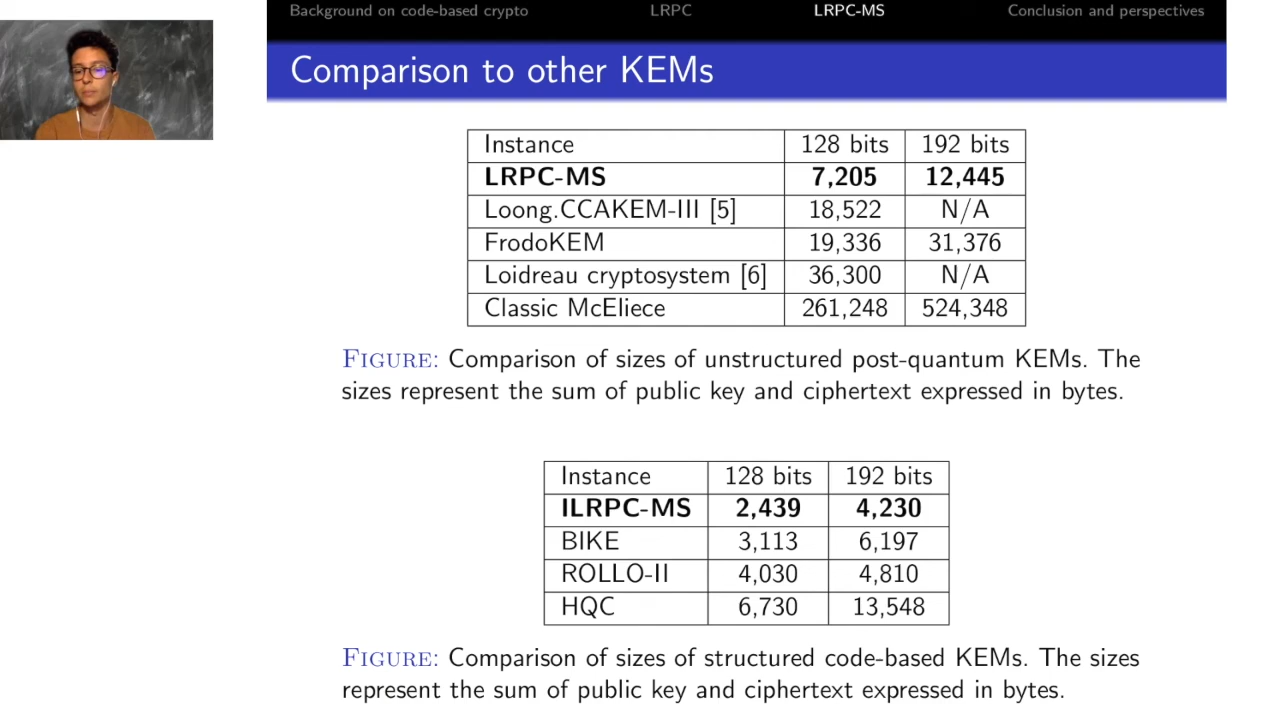 Background on code-based crypto LRPC LRPC-MS Conclusion and perspectives
Comparison to other KEMs
Instance 128 bits 192 bits
LRPC-MS 7,205 12,445
Loong.CCAKEM-III [5] 18,522 N/A
FrodoKEM 19,336 31,376
Loidreau cryptosystem [6] 36,300 N/A
Classic McEliece 261,248 524,348
FIGURE: Comparison of sizes of unstructured post-quantum KEMs. The
sizes represent the sum of public key and ciphertext expressed in bytes.
Instance 128 bits 192 bits
ILRPC-MS 2,439 4,230
BIKE 3,113 6,197
ROLLO-II 4,030 4,810
HQC 6,730 13,548
FIGURE: Comparison of sizes of structured code-based KEMs. The sizes
represent the sum of public key and ciphertext expressed in bytes.